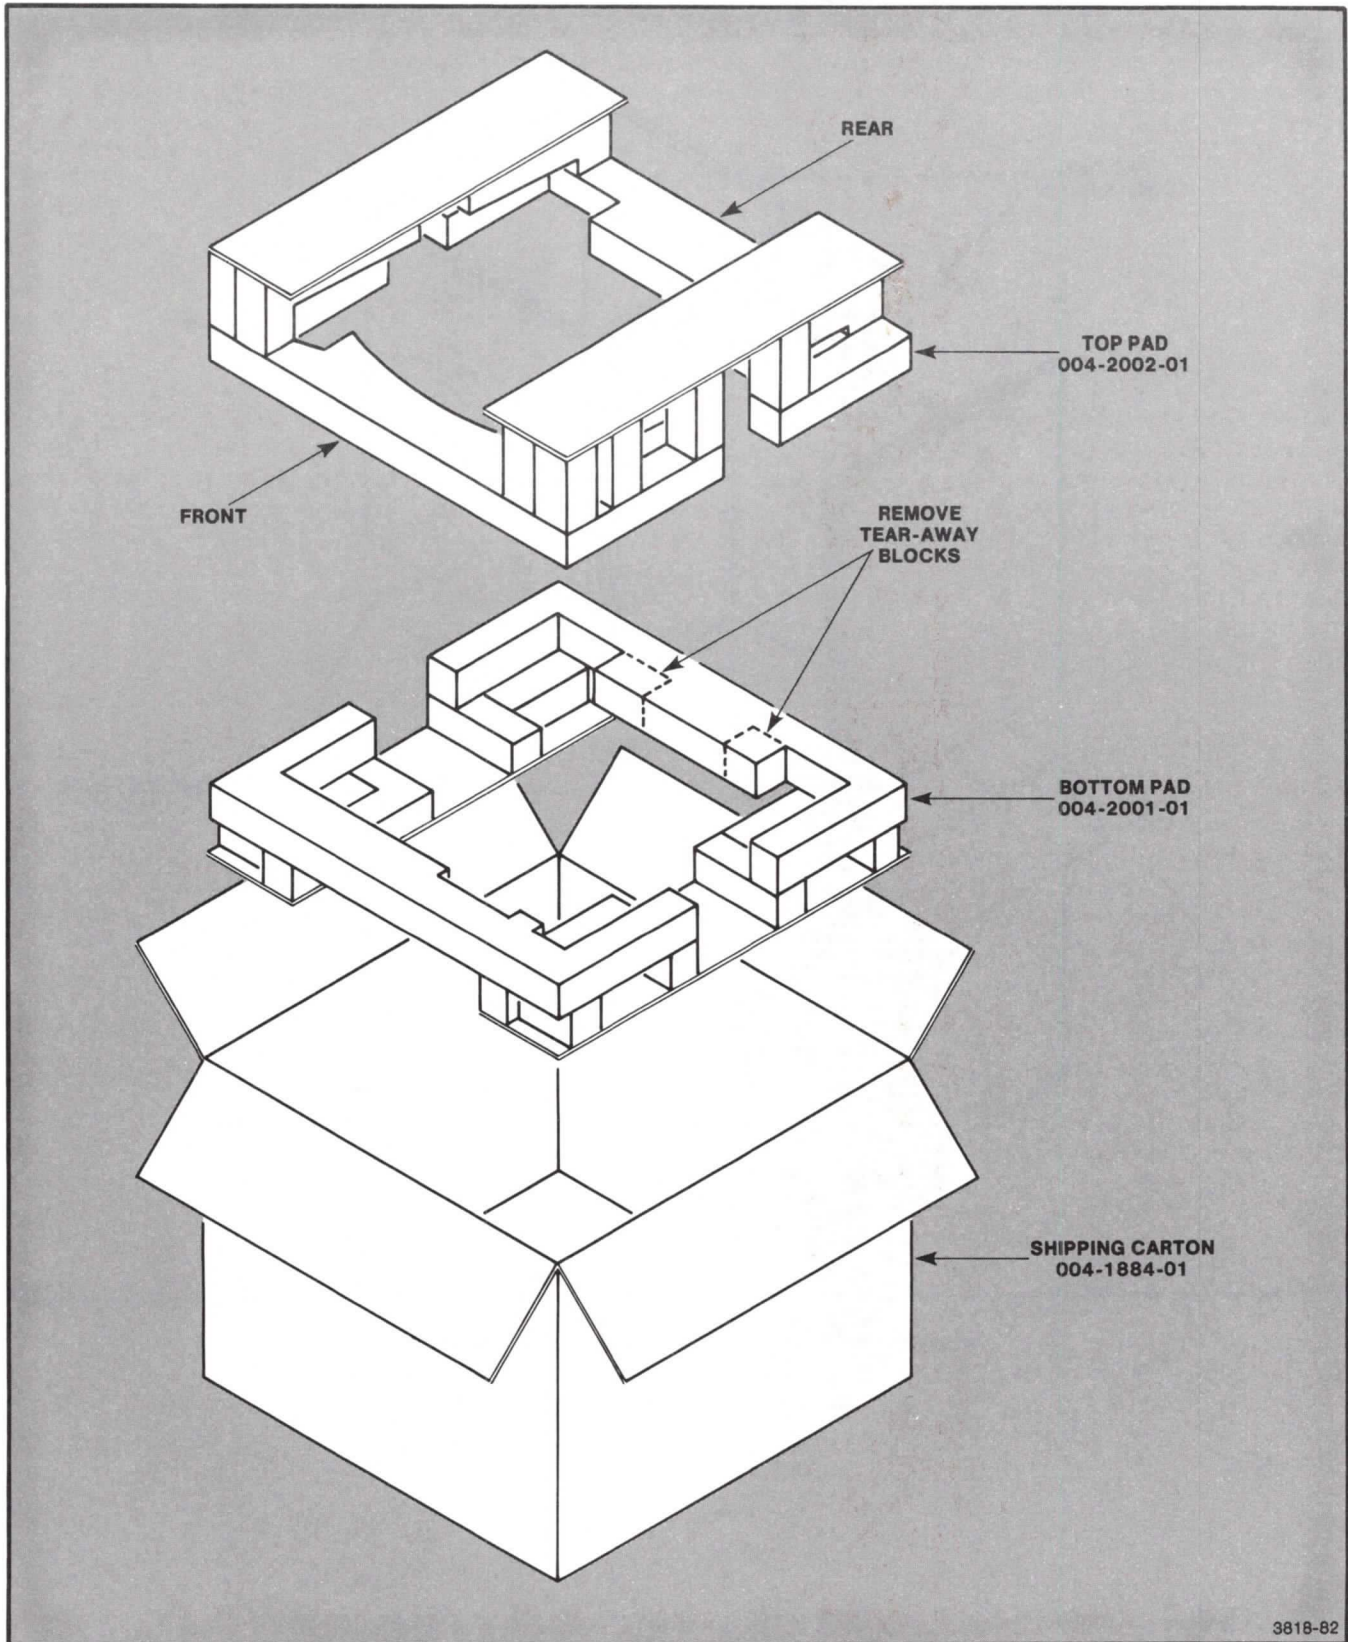 REAR
TOP PAD
004-2002-01
FRONT
REMOVE
TEAR-AWAY
BLOCKS
BOTTOM PAD
004-2001-01
SHIPPING CARTON
004-1884-01
3818-82